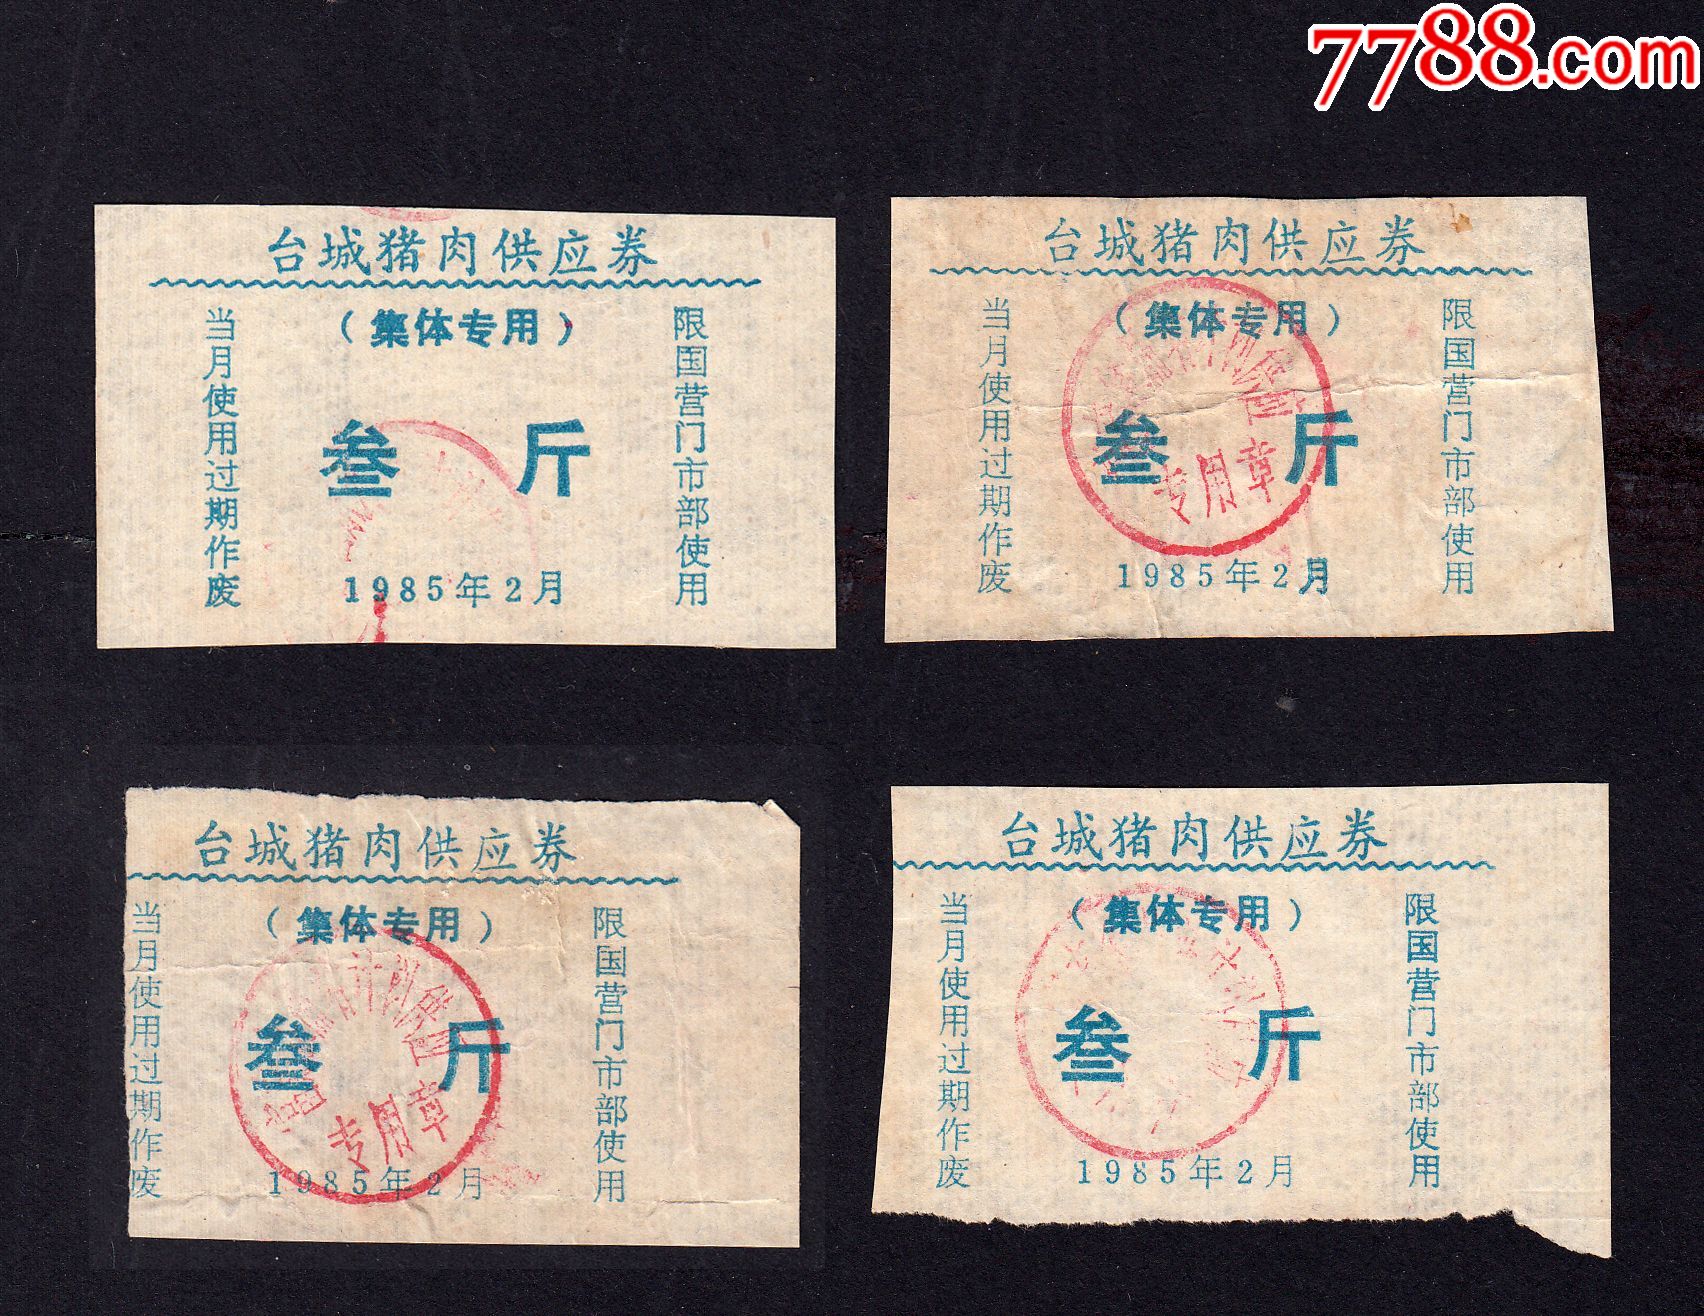 7788.com
台城猪肉供应券
（集体专用）
当月使用过期作废
叁 斤
限国营门市部使用
1985年2月
台城猪肉供应券
（集体专用）
当月使用过期作废
叁 斤
限国营门市部使用
专用章
1985年2月
台城猪肉供应券
（集体专用）
当月使用过期作废
叁 斤
限国营门市部使用
专用章
1985年2月
台城猪肉供应券
（集体专用）
当月使用过期作废
叁 斤
限国营门市部使用
1985年2月